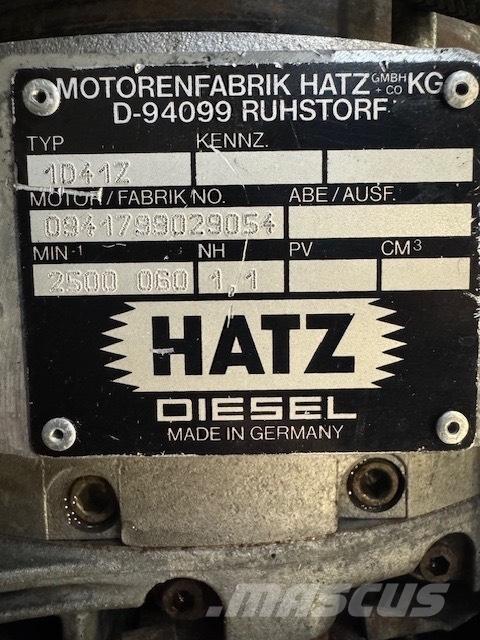 MOTORENFABRIK HATZ GMBH + CO KG
D-94099 RUHSTORF
TYP KENNZ.
1D41Z
MOTOR/FABRIK NO. ABE/AUSF.
0941799029054
MIN-1 NH PV CM3
2500 060 1,1
HATZ
DIESEL
MADE IN GERMANY
MASCUS